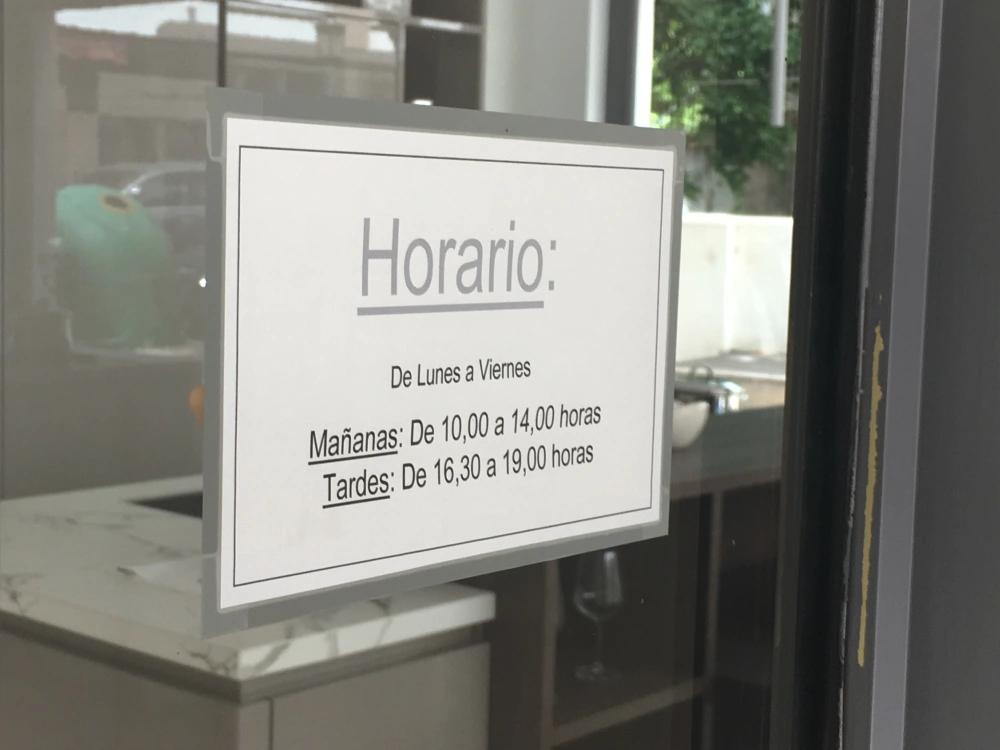 Horario:
De Lunes a Viernes
Mañanas: De 10,00 a 14,00 horas
Tardes: De 16,30 a 19,00 horas